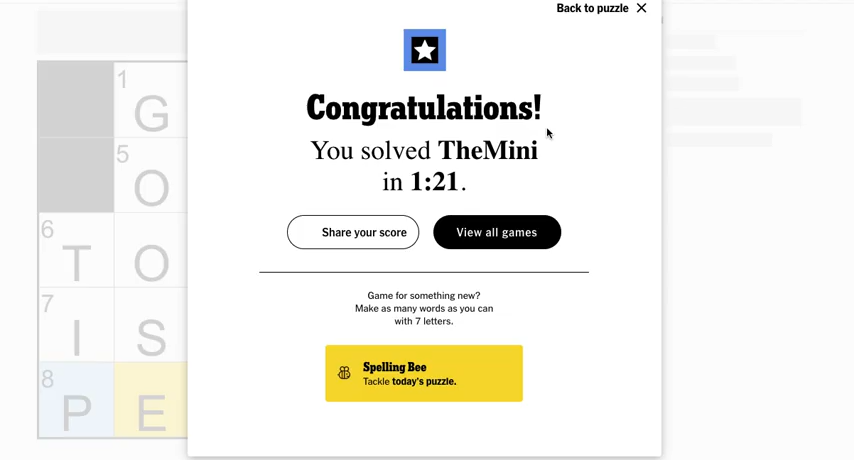 Back to puzzle
Congratulations!
You solved TheMini
in 1:21.
Share your score
View all games
Game for something new?
Make as many words as you can
with 7 letters.
Spelling Bee
Tackle today's puzzle.
1 G
5 O
6 T O
7 I S
8 P E